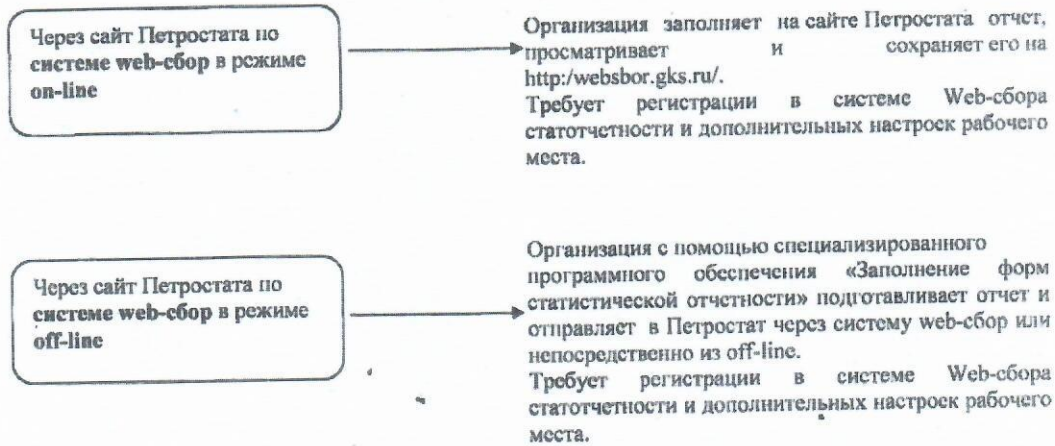 Через сайт Петростата по
системе web-сбор в режиме
on-line
Организация заполняет на сайте Петростата отчет,
просматривает и сохраняет его на
http:/websbor.gks.ru/.
Требует регистрации в системе Web-сбора
статотчетности и дополнительных настроек рабочего
места.
Через сайт Петростата по
системе web-сбор в режиме
off-line
Организация с помощью специализированного
программного обеспечения «Заполнение форм
статистической отчетности» подготавливает отчет и
отправляет в Петростат через систему web-сбор или
непосредственно из off-line.
Требует регистрации в системе Web-сбора
статотчетности и дополнительных настроек рабочего
места.